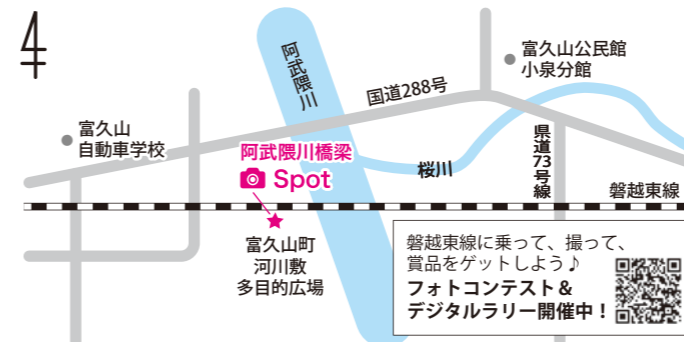 阿武隈川
国道288号
富久山公民館
小泉分館
富久山
自動車学校
阿武隈川橋梁
Spot
桜川
県道73号線
磐越東線
富久山町
河川敷
多目的広場
磐越東線に乗って、撮って、
賞品をゲットしよう♪
フォトコンテスト＆
デジタルラリー開催中！